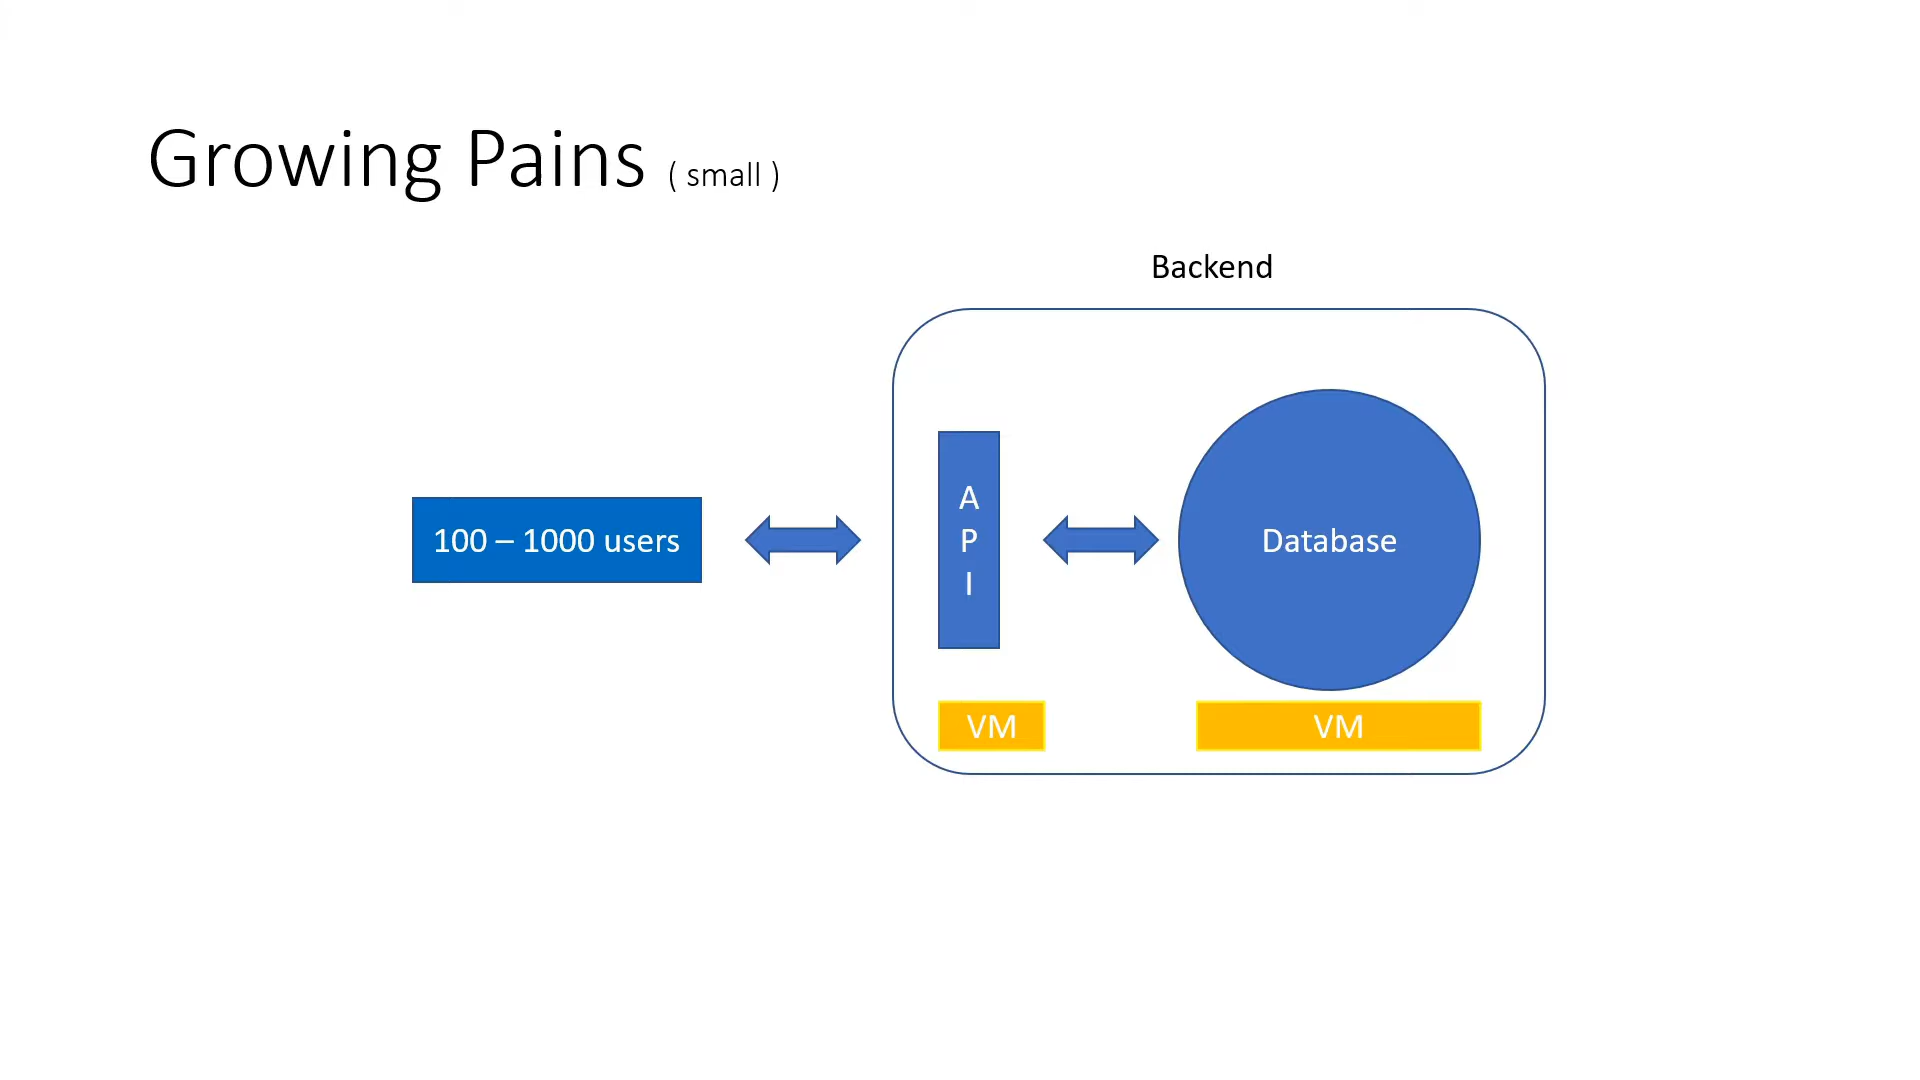 Growing Pains ( small )
Backend
100 – 1000 users
A
P
I
Database
VM
VM